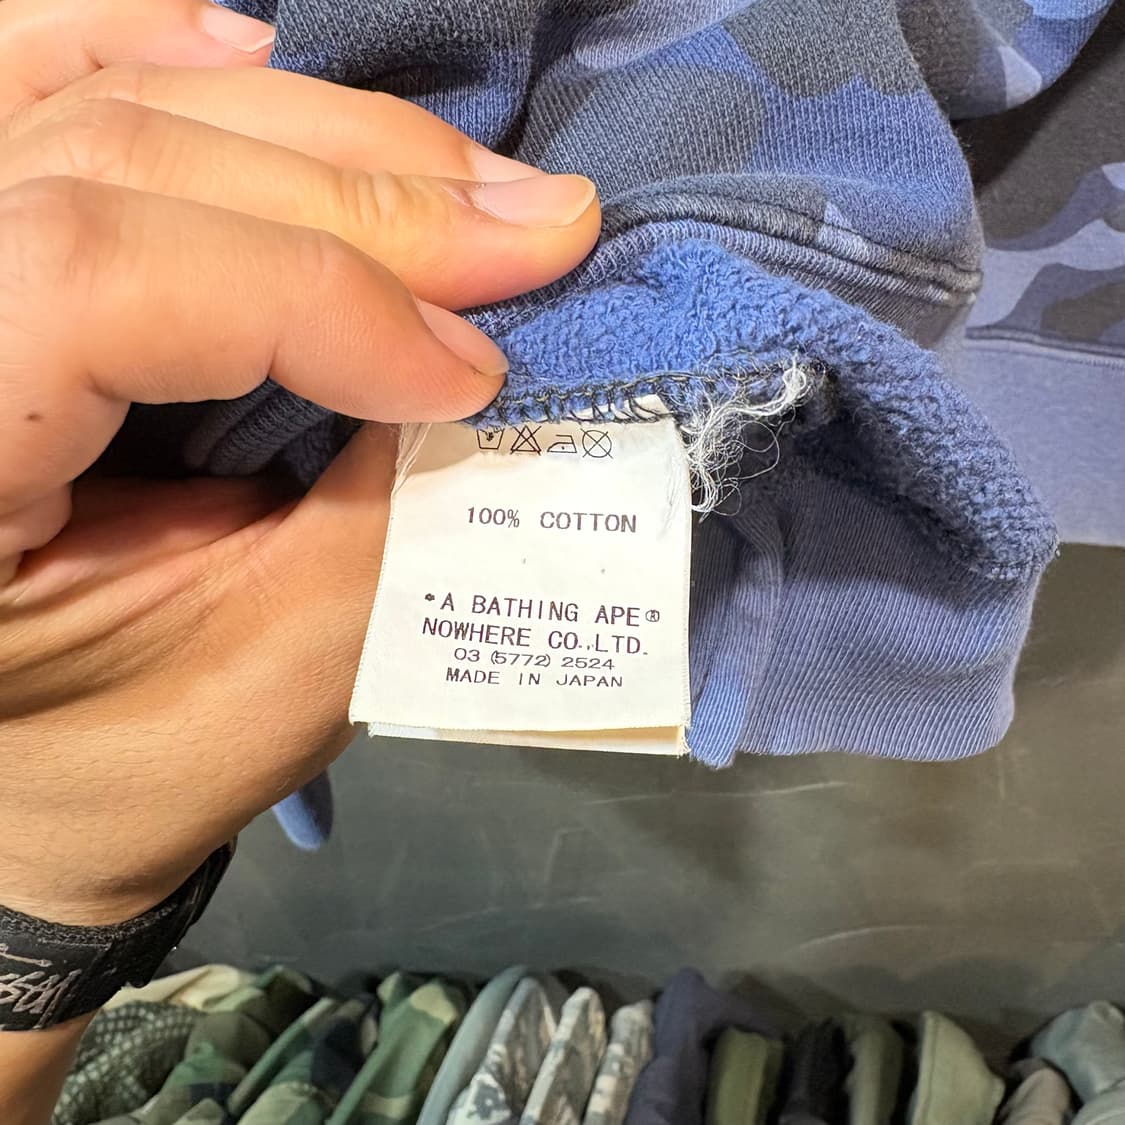 100% COTTON
*A BATHING APE®
NOWHERE CO.,LTD.
03 (5772) 2524
MADE IN JAPAN